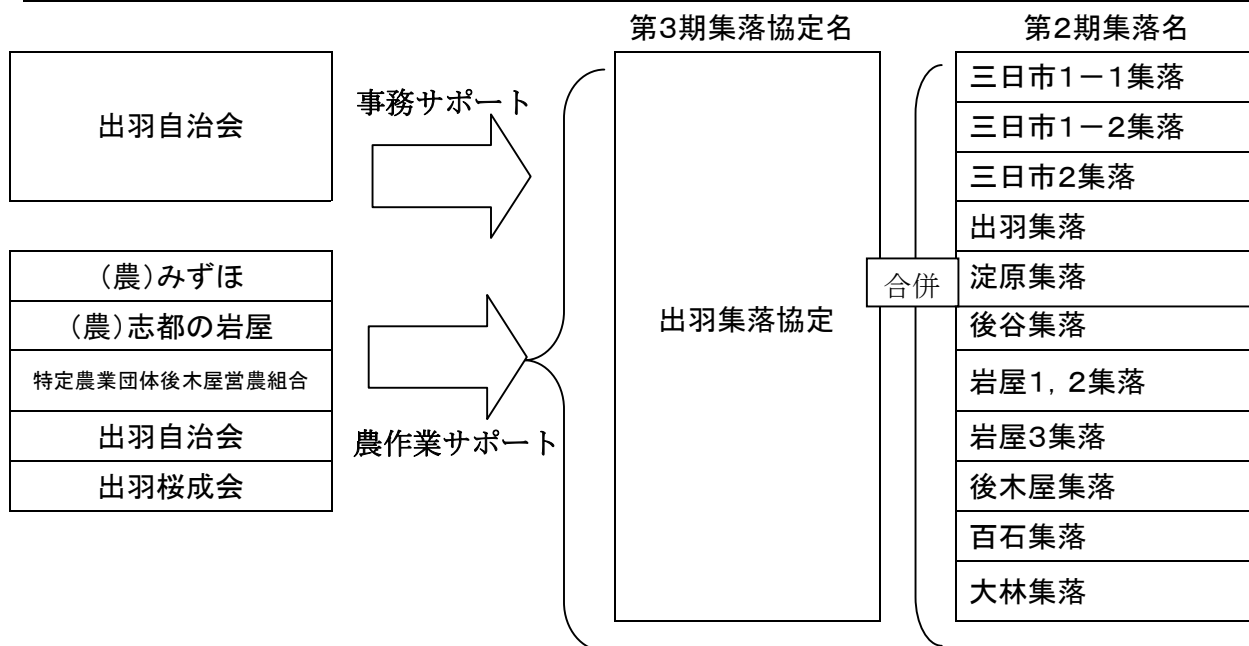 第3期集落協定名
第2期集落名
出羽自治会
事務サポート
(農)みずほ
(農)志都の岩屋
特定農業団体後木屋営農組合
出羽自治会
出羽桜成会
農作業サポート
出羽集落協定
合併
三日市1-1集落
三日市1-2集落
三日市2集落
出羽集落
淀原集落
後谷集落
岩屋1,2集落
岩屋3集落
後木屋集落
百石集落
大林集落